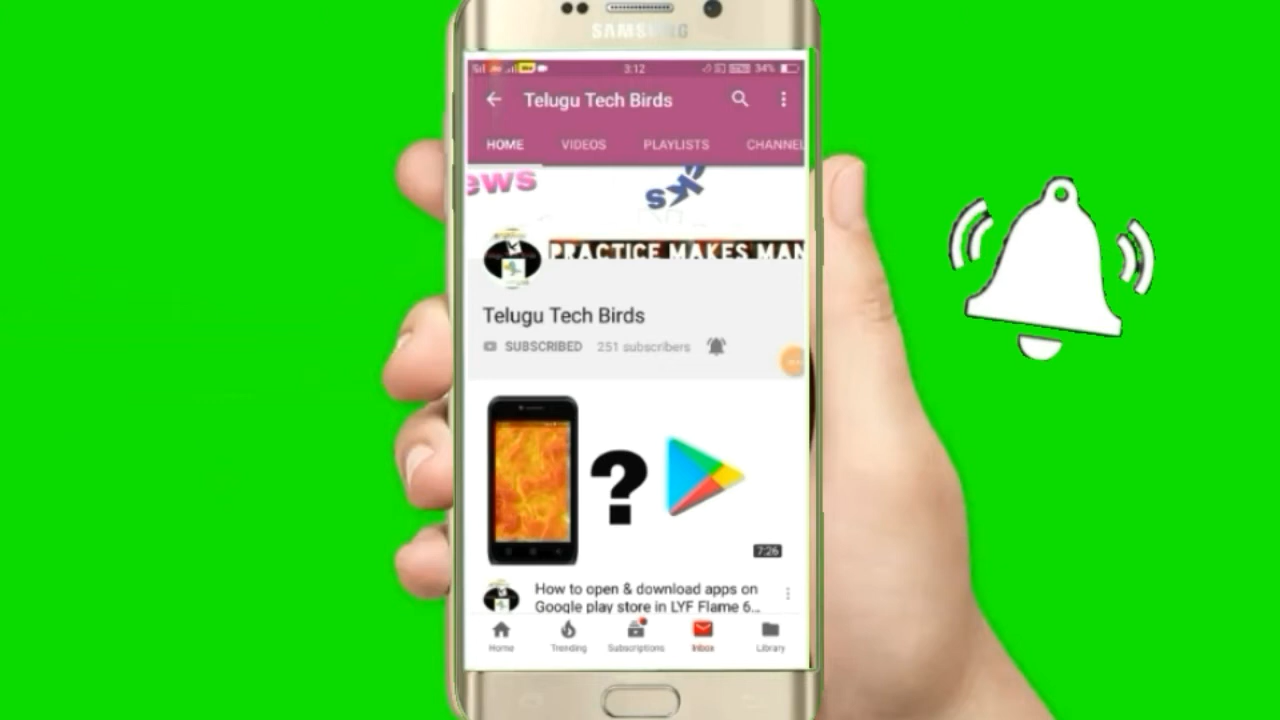 SAMSUNG
3:12
34%
Telugu Tech Birds
HOME VIDEOS PLAYLISTS CHANNEL
ews
PRACTICE MAKES MAN
Telugu Tech Birds
SUBSCRIBED 251 subscribers
?
7:26
How to open & download apps on
Google play store in LYF Flame 6...
Home Trending Subscriptions Inbox Library